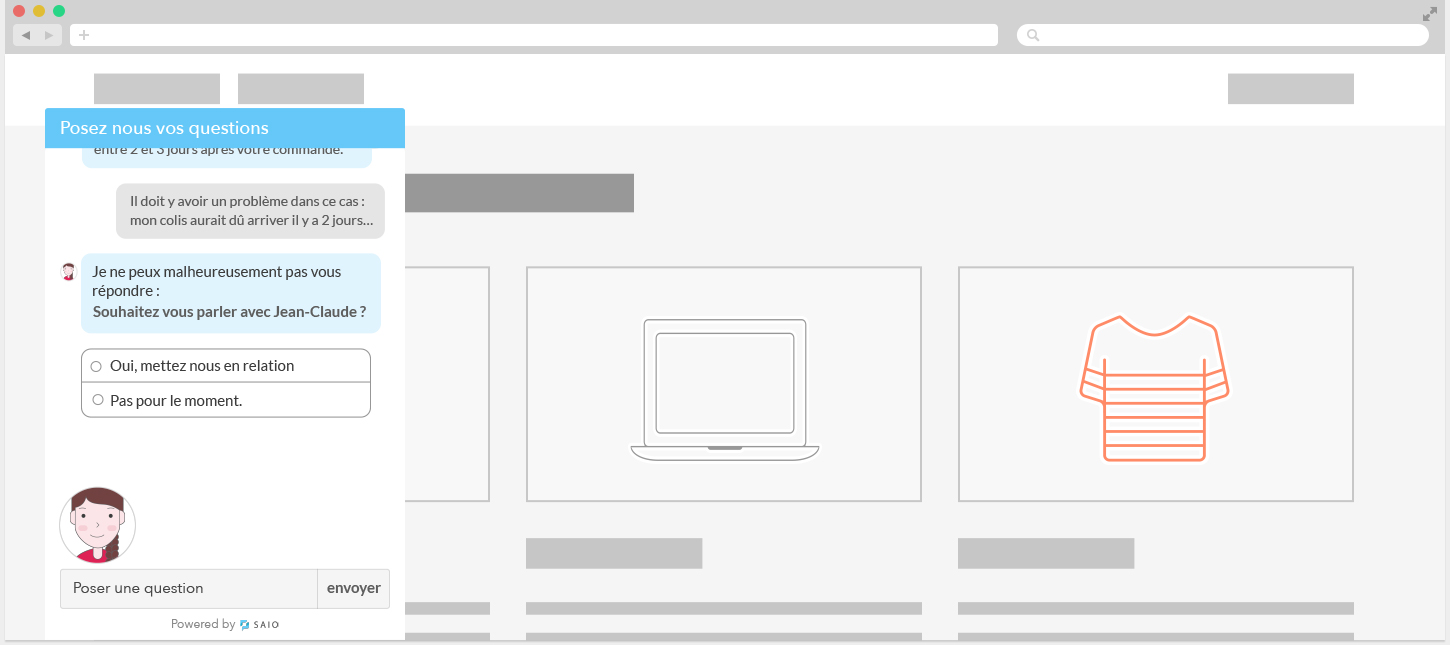 Posez nous vos questions
entre 2 et 3 jours après votre commande.
Il doit y avoir un problème dans ce cas :
mon colis aurait dû arriver il y a 2 jours...
Je ne peux malheureusement pas vous
répondre :
Souhaitez vous parler avec Jean-Claude ?
Oui, mettez nous en relation
Pas pour le moment.
Poser une question
envoyer
Powered by SAIO